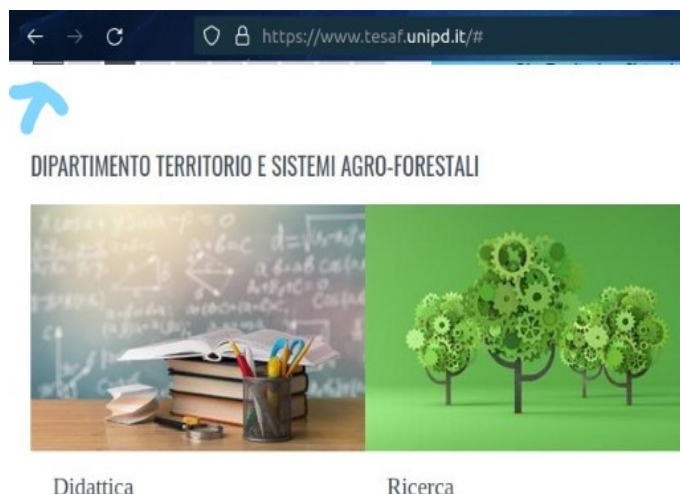 https://www.tesaf.unipd.it/#
DIPARTIMENTO TERRITORIO E SISTEMI AGRO-FORESTALI
Didattica
Ricerca